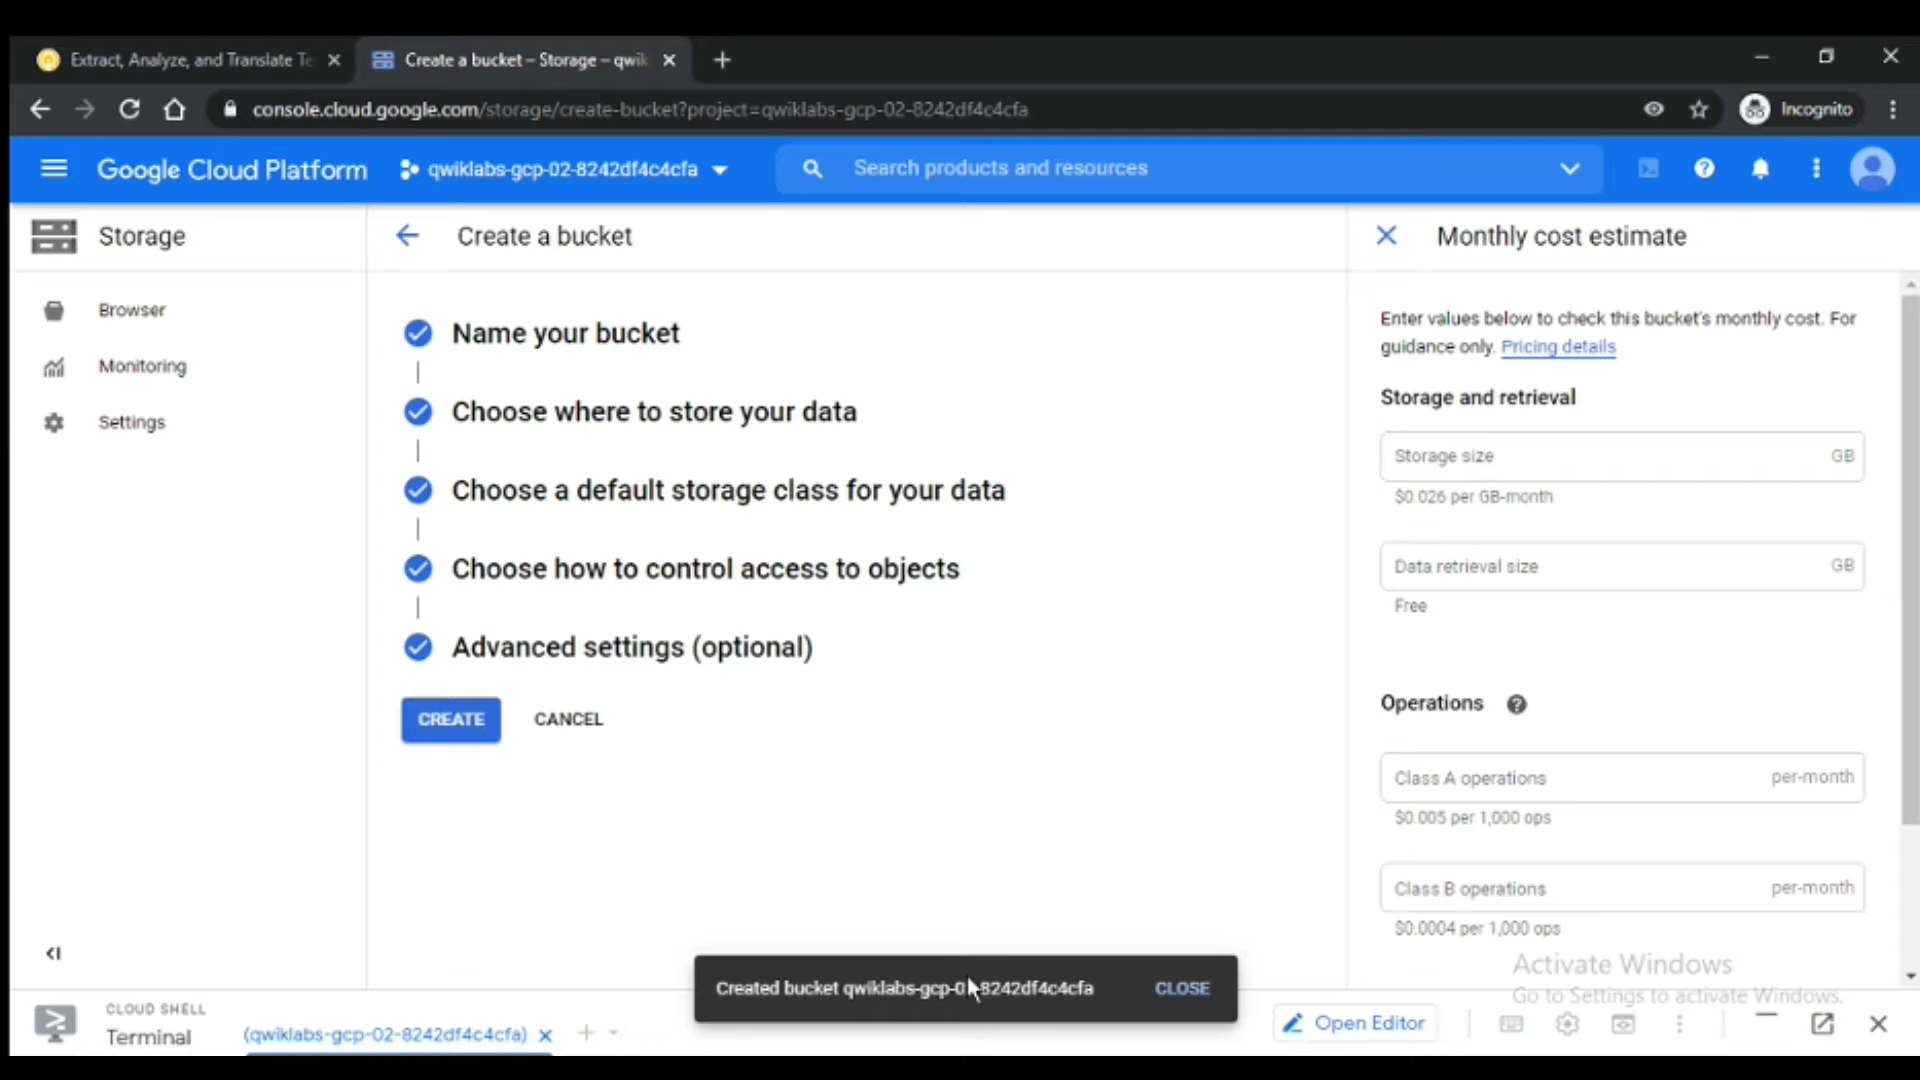 Extract, Analyze, and Translate Te
Create a bucket – Storage – qwik
console.cloud.google.com/storage/create-bucket?project=qwiklabs-gcp-02-8242df4c4cfa
Incognito
Google Cloud Platform
qwiklabs-gcp-02-8242df4c4cfa
Search products and resources
Storage
Create a bucket
Monthly cost estimate
Browser
Monitoring
Settings
Name your bucket
Choose where to store your data
Choose a default storage class for your data
Choose how to control access to objects
Advanced settings (optional)
CREATE
CANCEL
Enter values below to check this bucket's monthly cost. For
guidance only. Pricing details
Storage and retrieval
Storage size GB
$0.026 per GB-month
Data retrieval size GB
Free
Operations
Class A operations per-month
$0.005 per 1,000 ops
Class B operations per-month
$0.0004 per 1,000 ops
Activate Windows
Go to Settings to activate Windows.
Created bucket qwiklabs-gcp-0 8242df4c4cfa
CLOSE
CLOUD SHELL
Terminal
(qwiklabs-gcp-02-8242df4c4cfa)
Open Editor